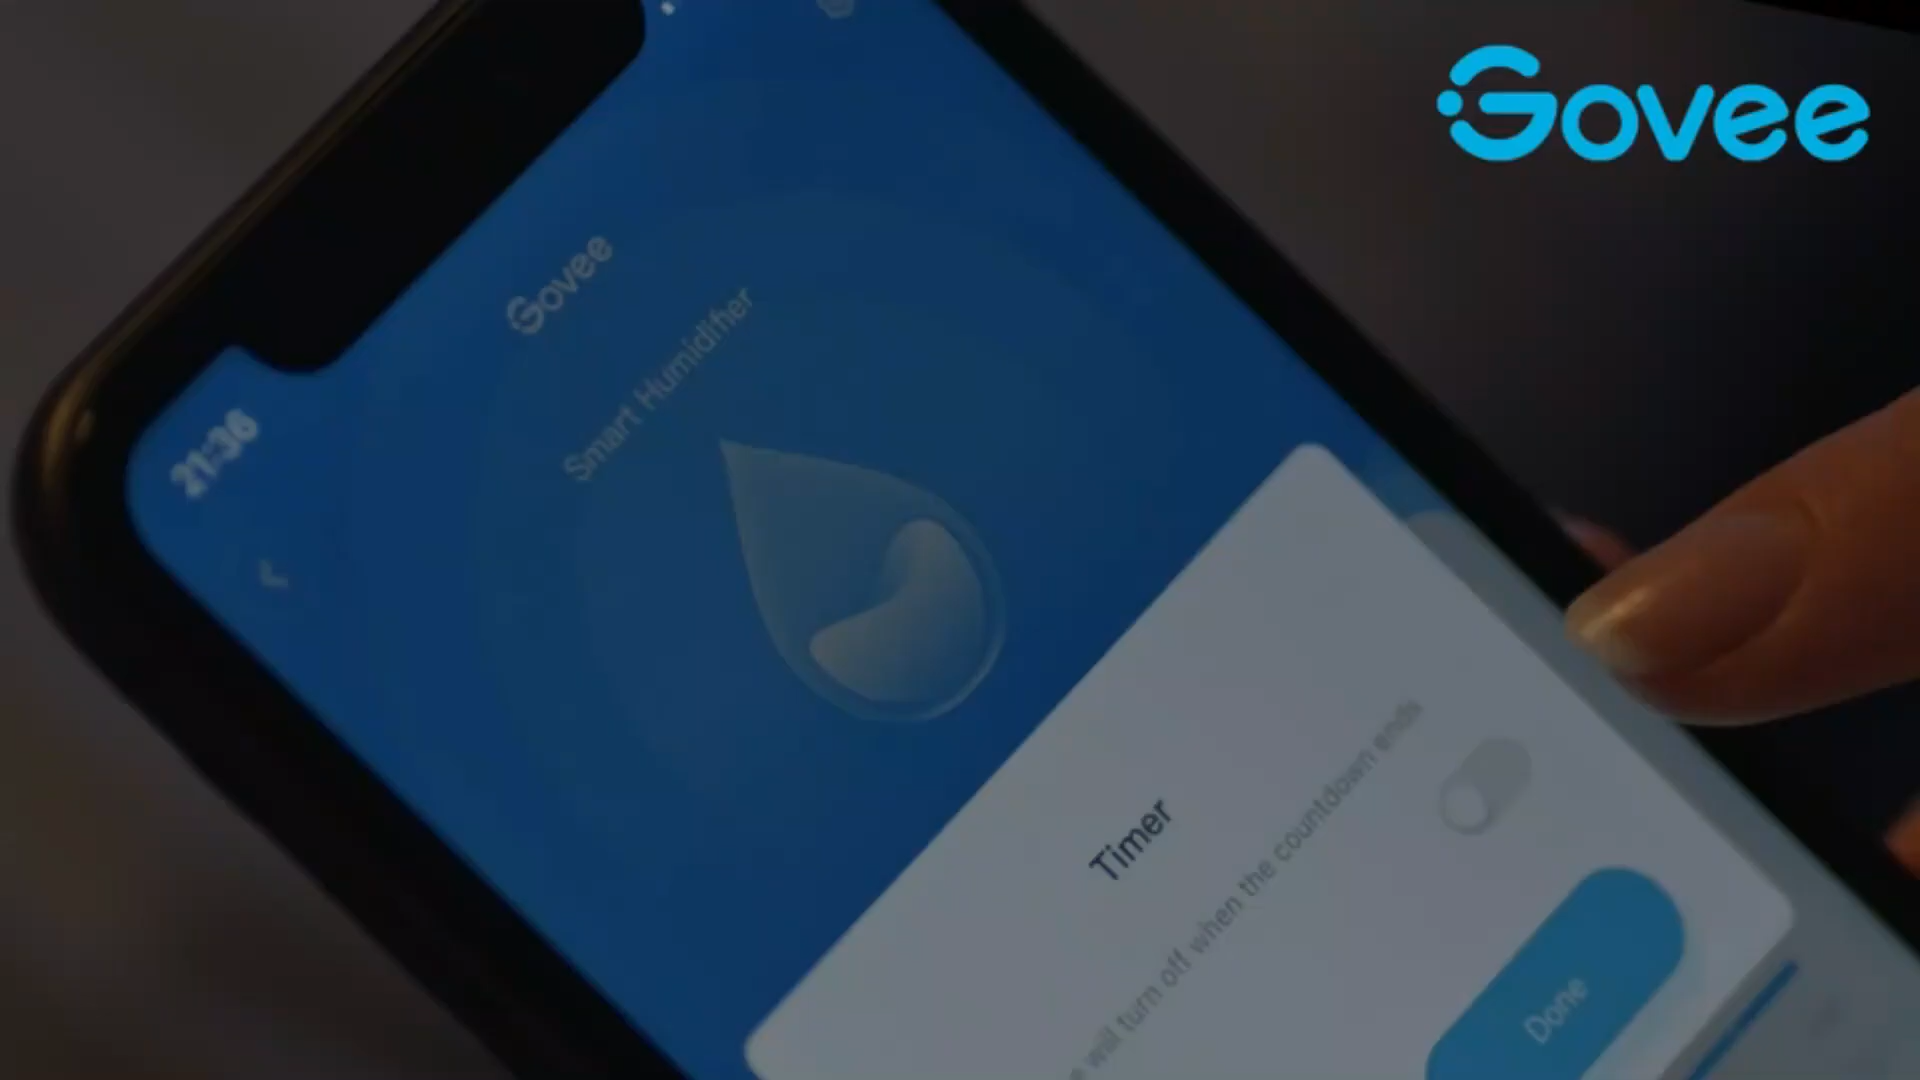 Govee
21:36
Govee
Smart Humidifier
Timer
will turn off when the countdown ends
Done